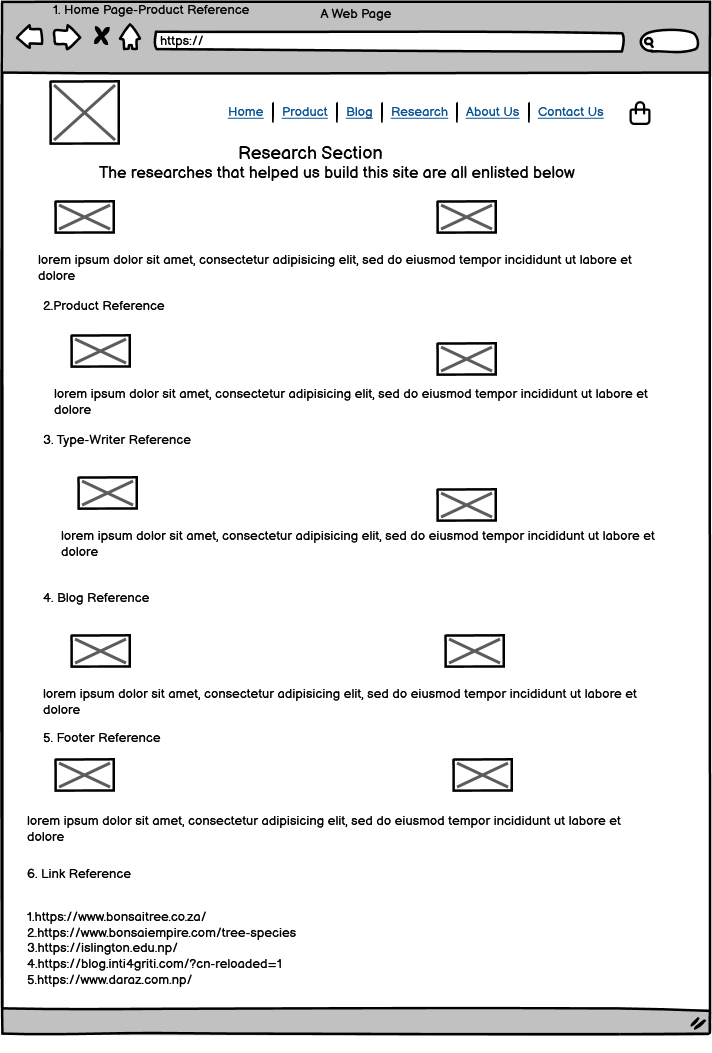 1. Home Page-Product Reference
A Web Page
https://
Home Product Blog Research About Us Contact Us
Research Section
The researches that helped us build this site are all enlisted below
lorem ipsum dolor sit amet, consectetur adipisicing elit, sed do eiusmod tempor incididunt ut labore et
dolore
2.Product Reference
lorem ipsum dolor sit amet, consectetur adipisicing elit, sed do eiusmod tempor incididunt ut labore et
dolore
3. Type-Writer Reference
lorem ipsum dolor sit amet, consectetur adipisicing elit, sed do eiusmod tempor incididunt ut labore et
dolore
4. Blog Reference
lorem ipsum dolor sit amet, consectetur adipisicing elit, sed do eiusmod tempor incididunt ut labore et
dolore
5. Footer Reference
lorem ipsum dolor sit amet, consectetur adipisicing elit, sed do eiusmod tempor incididunt ut labore et
dolore
6. Link Reference
1.https://www.bonsaitree.co.za/
2.https://www.bonsaiempire.com/tree-species
3.https://islington.edu.np/
4.https://blog.inti4griti.com/?cn-reloaded=1
5.https://www.daraz.com.np/